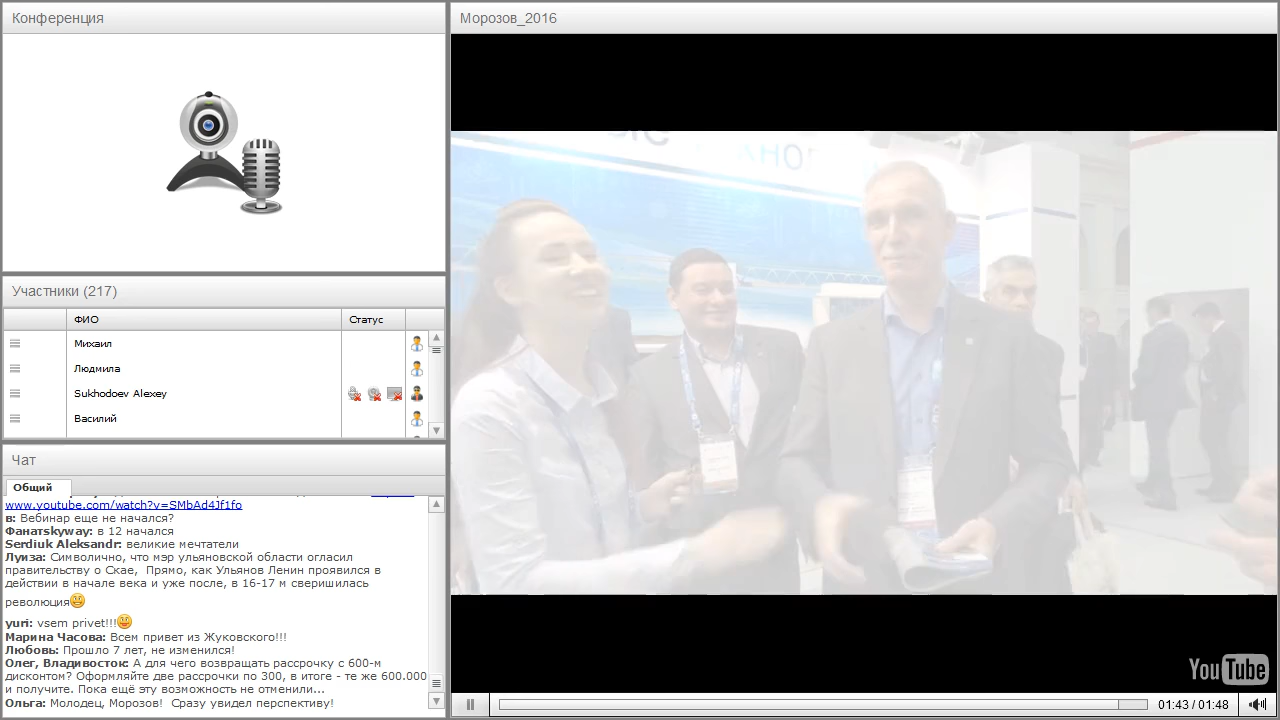 Конференция
Морозов_2016
Участники (217)
ФИО
Статус
Михаил
Людмила
Sukhodoev Alexey
Василий
Чат
Общий
www.youtube.com/watch?v=SMbAd4Jf1fo
в: Вебинар еще не начался?
Фанатskyway: в 12 начался
Serdiuk Aleksandr: великие мечтатели
Луиза: Символично, что мэр ульяновской области огласил
правительству о Скае, Прямо, как Ульянов Ленин проявился в
действии в начале века и уже после, в 16-17 м свершилась
революция
yuri: vsem privet!!!
Марина Часова: Всем привет из Жуковского!!!
Любовь: Прошло 7 лет, не изменился!
Олег, Владивосток: А для чего возвращать рассрочку с 600-м
дисконтом? Оформляйте две рассрочки по 300, в итоге - те же 600.000
и получите. Пока ещё эту возможность не отменили...
Ольга: Молодец, Морозов! Сразу увидел перспективу!
YouTube
01:43 / 01:48